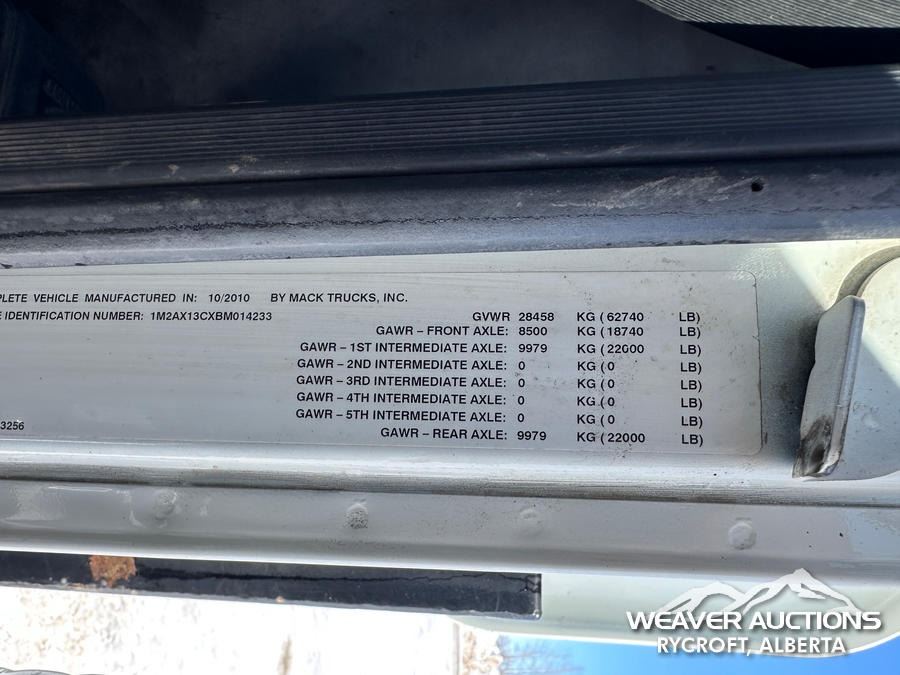 PLETE VEHICLE MANUFACTURED IN: 10/2010 BY MACK TRUCKS, INC.
E IDENTIFICATION NUMBER: 1M2AX13CXBM014233
GVWR 28458 KG ( 62740 LB)
GAWR – FRONT AXLE: 8500 KG ( 18740 LB)
GAWR – 1ST INTERMEDIATE AXLE: 9979 KG ( 22000 LB)
GAWR – 2ND INTERMEDIATE AXLE: 0 KG ( 0 LB)
GAWR – 3RD INTERMEDIATE AXLE: 0 KG ( 0 LB)
GAWR – 4TH INTERMEDIATE AXLE: 0 KG ( 0 LB)
GAWR – 5TH INTERMEDIATE AXLE: 0 KG ( 0 LB)
GAWR – REAR AXLE: 9979 KG ( 22000 LB)
3256
WEAVER AUCTIONS
RYCROFT, ALBERTA